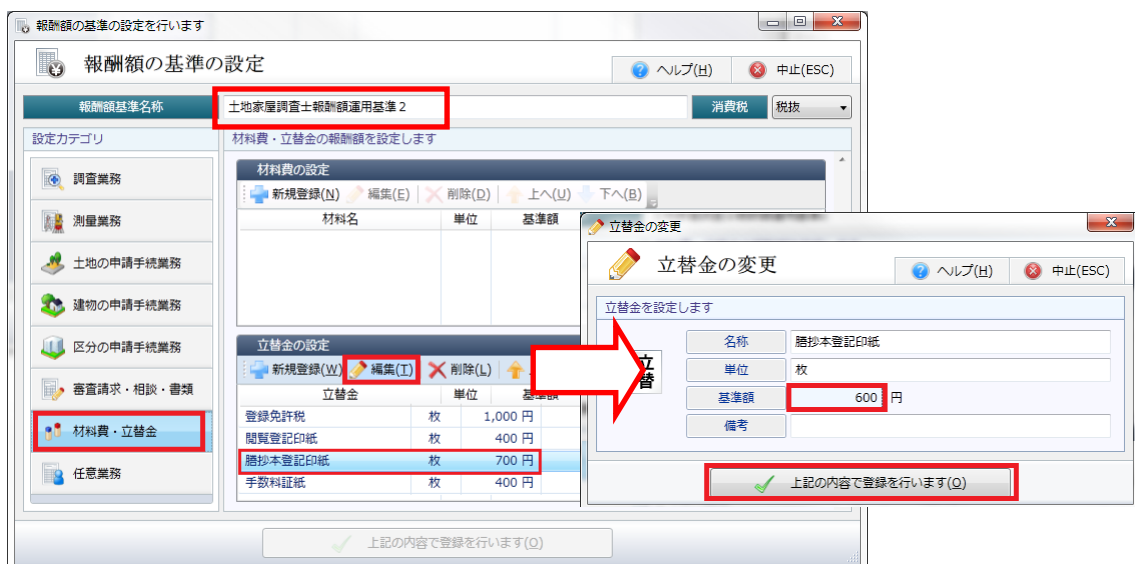 報酬額の基準の設定を行います
報酬額の基準の設定
ヘルプ(H)
中止(ESC)
報酬額基準名称
土地家屋調査士報酬額運用基準2
消費税
税抜
設定カテゴリ
調査業務
測量業務
土地の申請手続業務
建物の申請手続業務
区分の申請手続業務
審査請求・相談・書類
材料費・立替金
任意業務
材料費・立替金の報酬額を設定します
材料費の設定
新規登録(N) 編集(E) 削除(D) 上へ(U) 下へ(B)
材料名 単位 基準額
立替金の設定
新規登録(W) 編集(T) 削除(L)
立替金 単位
登録免許税 枚 1,000 円
閲覧登記印紙 枚 400 円
謄抄本登記印紙 枚 700 円
手数料証紙 枚 400 円
上記の内容で登録を行います(O)
立替金の変更
立替金の変更
ヘルプ(H)
中止(ESC)
立替金を設定します
立替
名称 謄抄本登記印紙
単位 枚
基準額 600 円
備考
上記の内容で登録を行います(O)